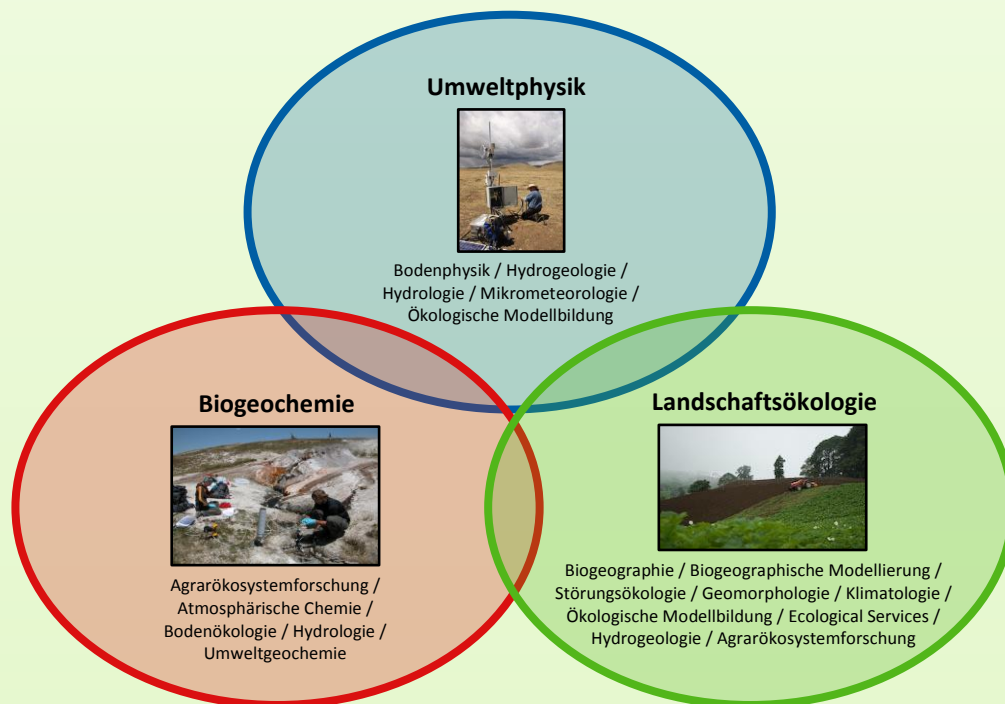 Umweltphysik
Bodenphysik / Hydrogeologie /
Hydrologie / Mikrometeorologie /
Ökologische Modellbildung
Biogeochemie
Agrarökosystemforschung /
Atmosphärische Chemie /
Bodenökologie / Hydrologie /
Umweltgeochemie
Landschaftsökologie
Biogeographie / Biogeographische Modellierung /
Störungsökologie / Geomorphologie / Klimatologie /
Ökologische Modellbildung / Ecological Services /
Hydrogeologie / Agrarökosystemforschung